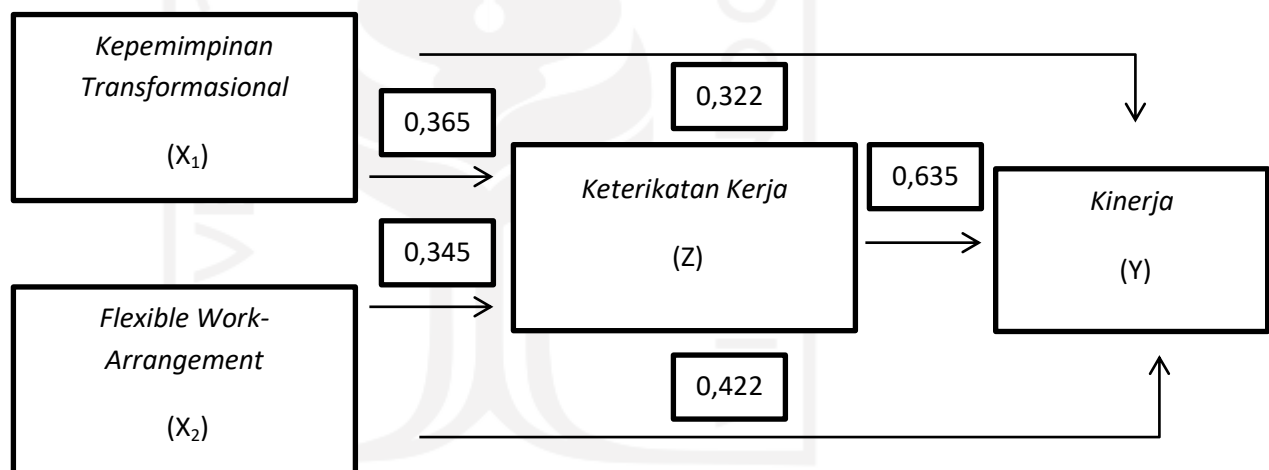 Kepemimpinan
Transformasional
(X₁)
0,365
0,322
Keterikatan Kerja
(Z)
0,635
Kinerja
(Y)
0,345
Flexible Work-
Arrangement
(X₂)
0,422